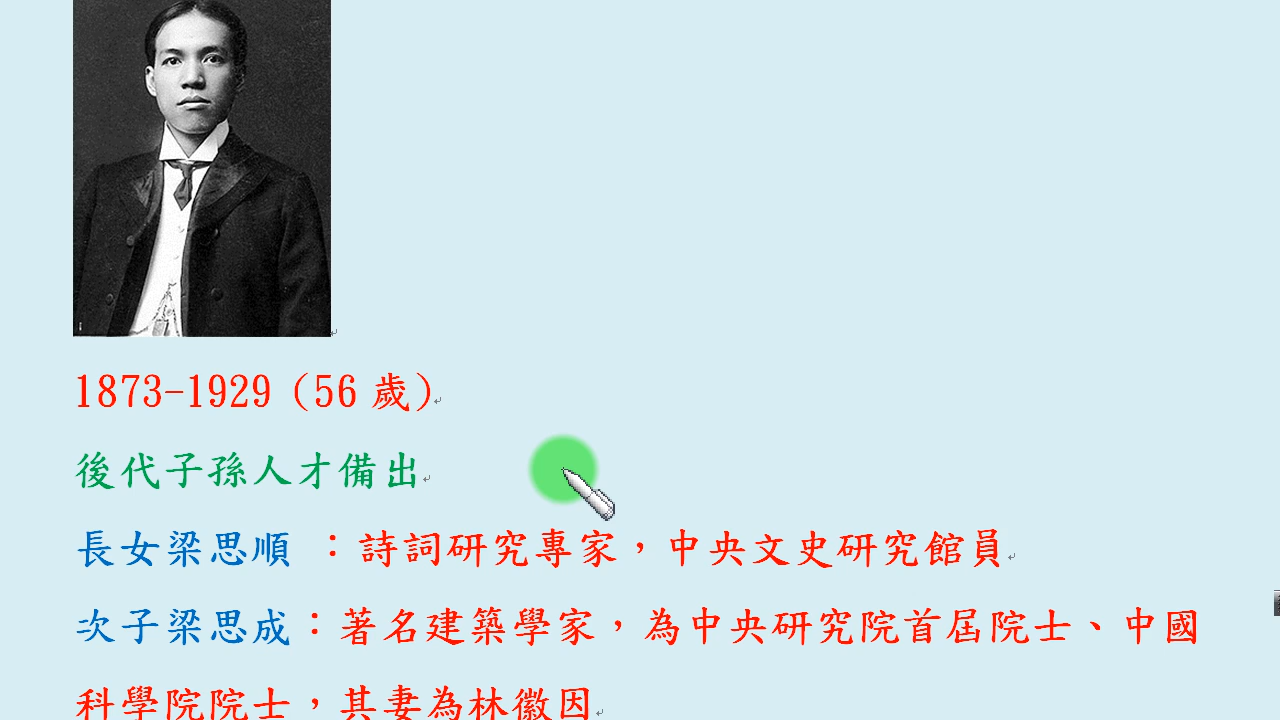 1873-1929（56 歲）
後代子孫人才備出
長女梁思順 ：詩詞研究專家，中央文史研究館員
次子梁思成：著名建築學家，為中央研究院首屆院士、中國
科學院院士，其妻為林徽因